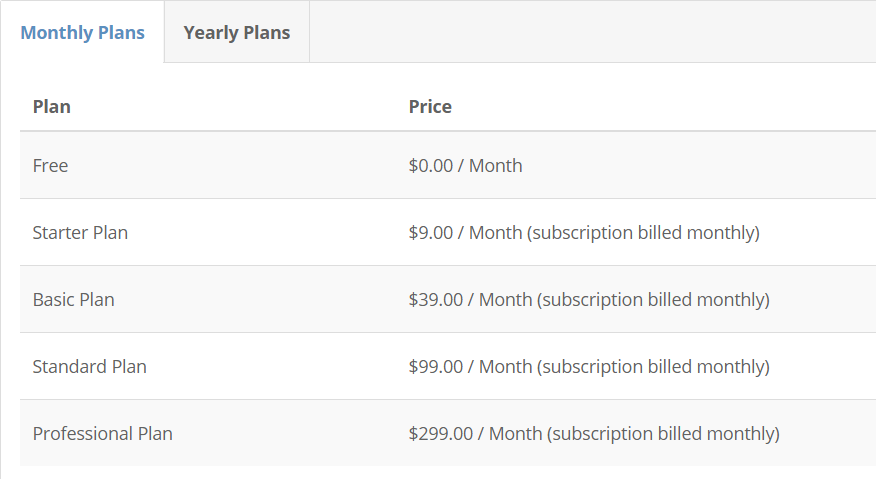 Monthly Plans Yearly Plans
Plan Price
Free $0.00 / Month
Starter Plan $9.00 / Month (subscription billed monthly)
Basic Plan $39.00 / Month (subscription billed monthly)
Standard Plan $99.00 / Month (subscription billed monthly)
Professional Plan $299.00 / Month (subscription billed monthly)